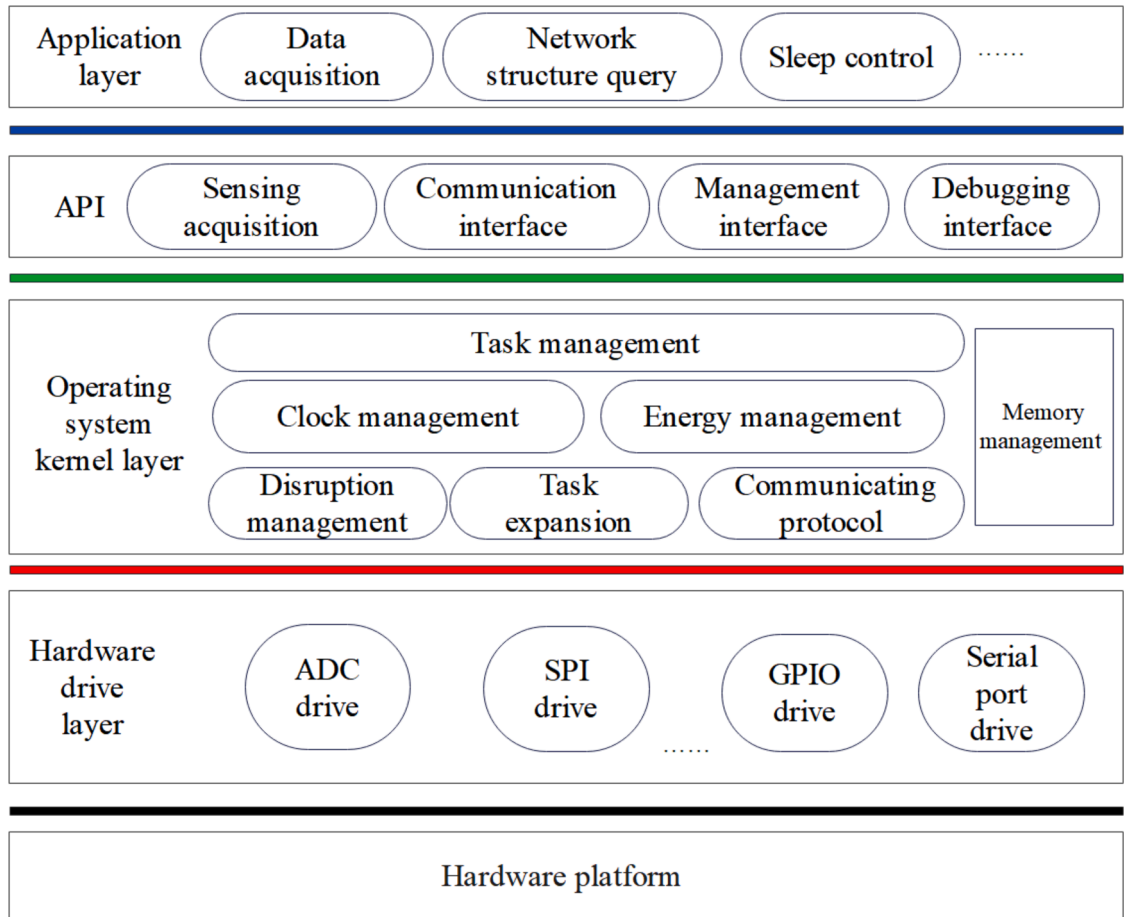 Application
layer
Data
acquisition
Network
structure query
Sleep control
......
API
Sensing
acquisition
Communication
interface
Management
interface
Debugging
interface
Operating
system
kernel layer
Task management
Clock management
Energy management
Disruption
management
Task
expansion
Communicating
protocol
Memory
management
Hardware
drive
layer
ADC
drive
SPI
drive
......
GPIO
drive
Serial
port
drive
Hardware platform